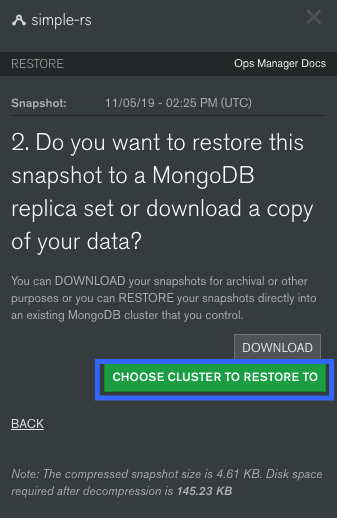 simple-rs
RESTORE Ops Manager Docs
Snapshot: 11/05/19 - 02:25 PM (UTC)
2. Do you want to restore this
snapshot to a MongoDB
replica set or download a copy
of your data?
You can DOWNLOAD your snapshots for archival or other
purposes or you can RESTORE your snapshots directly into
an existing MongoDB cluster that you control.
DOWNLOAD
CHOOSE CLUSTER TO RESTORE TO
BACK
Note: The compressed snapshot size is 4.61 KB. Disk space
required after decompression is 145.23 KB